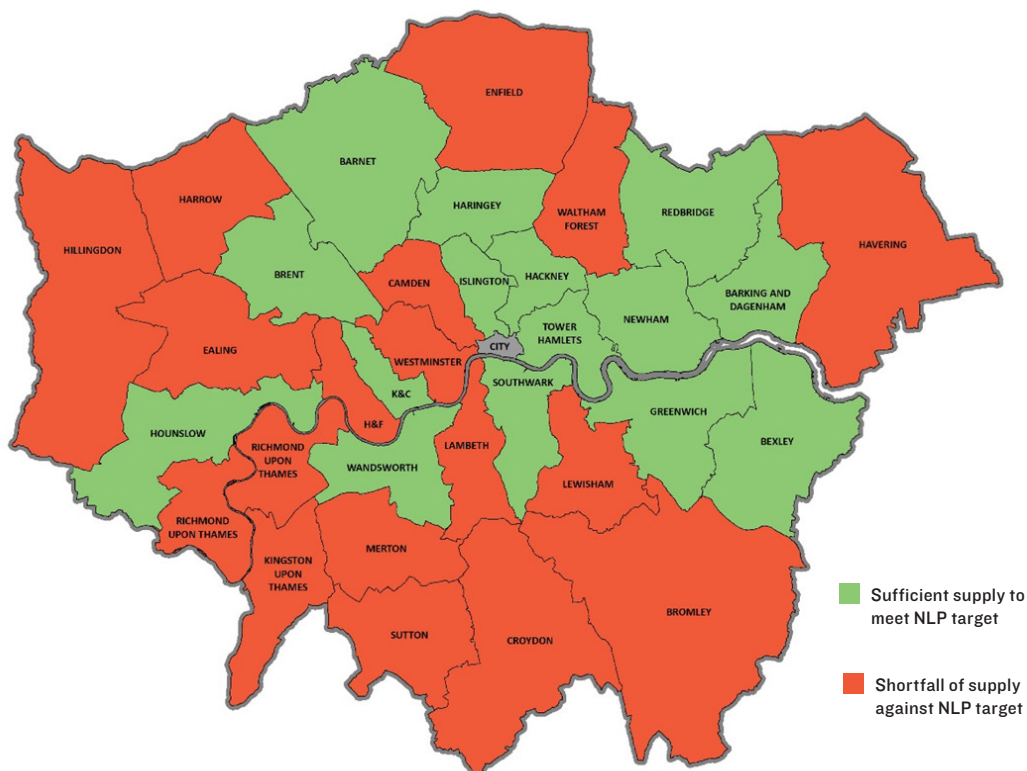 ENFIELD
BARNET
HARROW
HARINGEY
WALTHAM
FOREST
REDBRIDGE
HAVERING
HILLINGDON
BRENT
CAMDEN
ISLINGTON
HACKNEY
BARKING AND
DAGENHAM
NEWHAM
TOWER
HAMLETS
EALING
WESTMINSTER
CITY
K&C
SOUTHWARK
GREENWICH
H&F
HOUNSLOW
RICHMOND
UPON
THAMES
WANDSWORTH
LAMBETH
BEXLEY
LEWISHAM
RICHMOND
UPON THAMES
MERTON
KINGSTON
UPON
THAMES
SUTTON
CROYDON
BROMLEY
Sufficient supply to
meet NLP target
Shortfall of supply
against NLP target